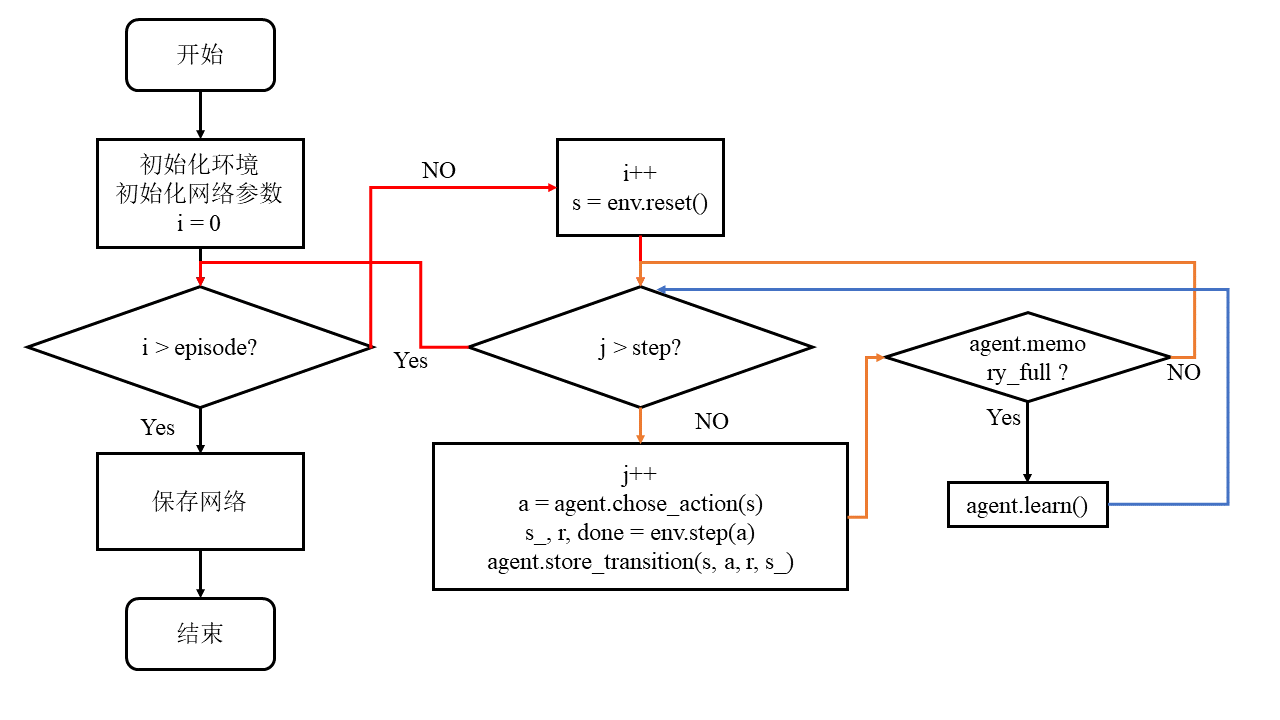 开始
初始化环境
初始化网络参数
i = 0
NO
i++
s = env.reset()
i > episode?
Yes
j > step?
agent.memo
ry_full ?
NO
Yes
Yes
NO
保存网络
j++
a = agent.chose_action(s)
s_, r, done = env.step(a)
agent.store_transition(s, a, r, s_)
agent.learn()
结束